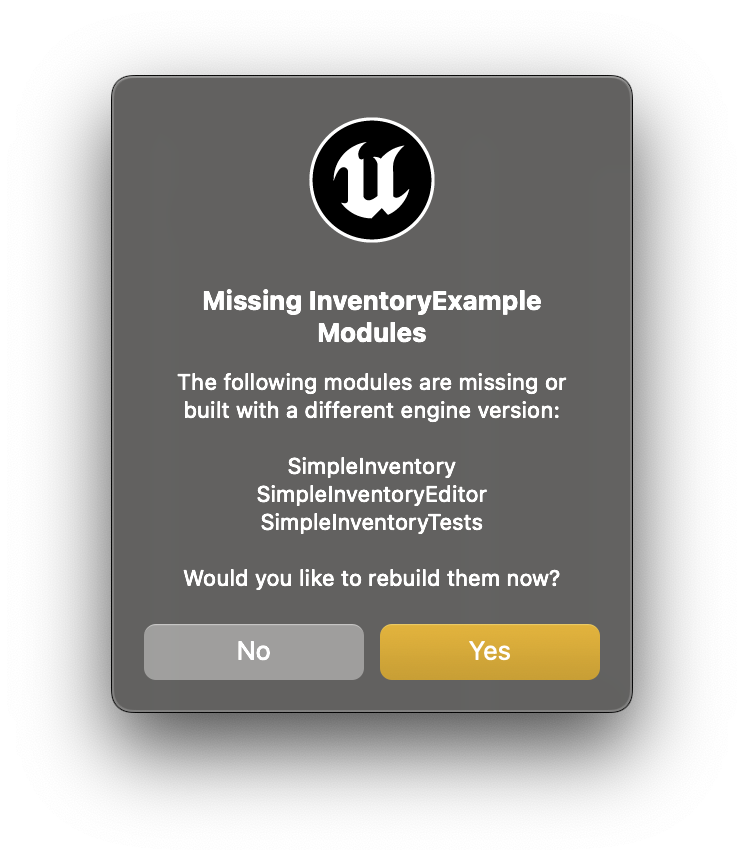 Missing InventoryExample
Modules
The following modules are missing or
built with a different engine version:
SimpleInventory
SimpleInventoryEditor
SimpleInventoryTests
Would you like to rebuild them now?
No
Yes